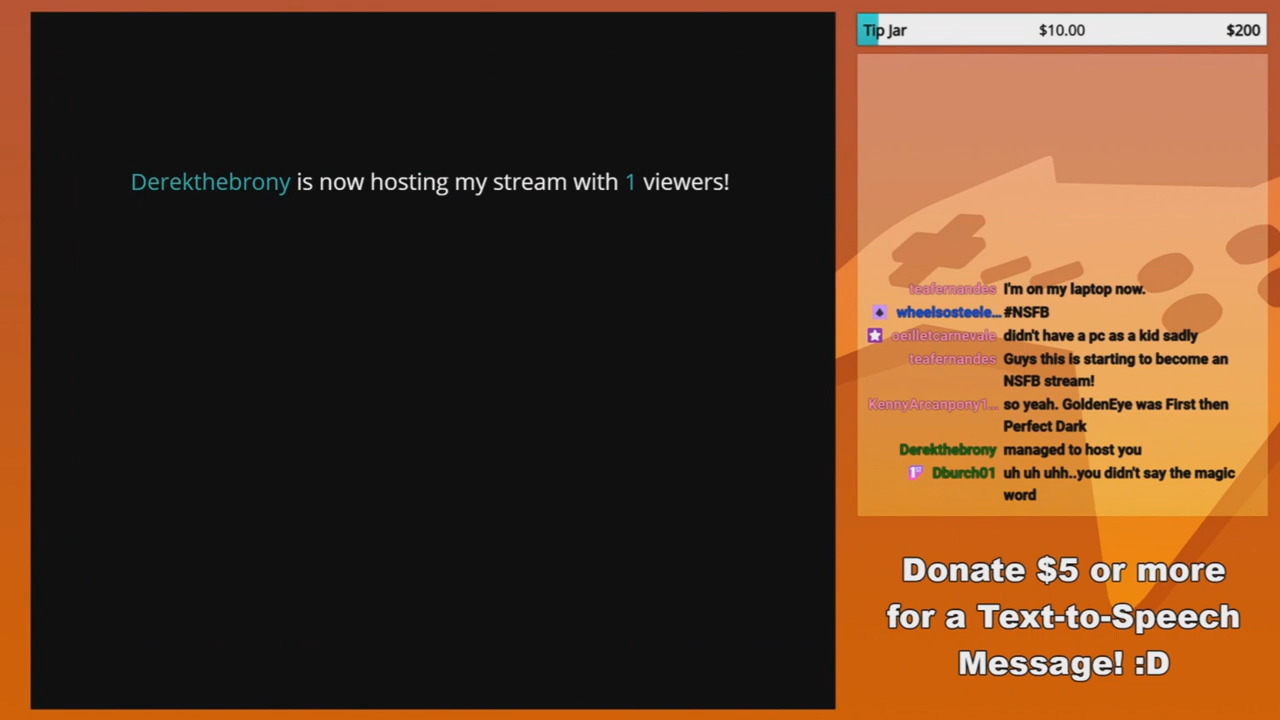 Derekthebrony is now hosting my stream with 1 viewers!
Tip Jar $10.00 $200
teafernandes I'm on my laptop now.
wheelsosteele... #NSFB
oeilletcarnevale didn't have a pc as a kid sadly
teafernandes Guys this is starting to become an
NSFB stream!
KennyArcanpony1... so yeah. GoldenEye was First then
Perfect Dark
Derekthebrony managed to host you
1ST Dburch01 uh uh uhh..you didn't say the magic
word
Donate $5 or more
for a Text-to-Speech
Message! :D